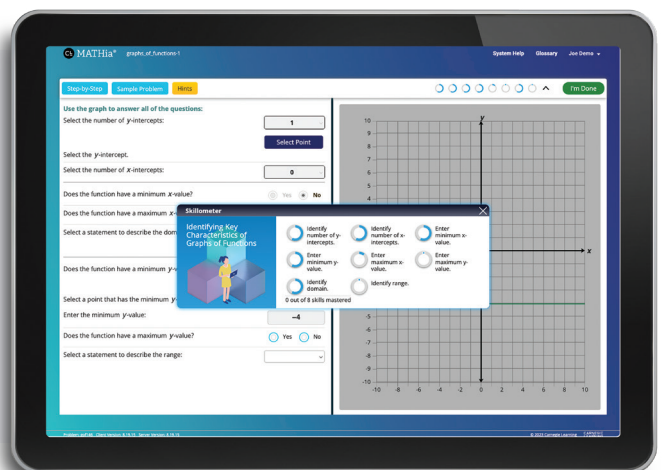 MATHia® graphs_of_functions-1
System Help Glossary Joe Demo
Step-by-Step Sample Problem Hints I'm Done
Use the graph to answer all of the questions:
Select the number of y-intercepts: 1
Select Point
Select the y-intercept.
Select the number of x-intercepts: 0
Does the function have a minimum x-value? Yes No
Does the function have a maximum x-
Select a statement to describe the dom
Does the function have a minimum y-v
Select a point that has the minimum y-
Enter the minimum y-value: -4
Does the function have a maximum y-value? Yes No
Select a statement to describe the range:
Skillometer
Identifying Key
Characteristics of
Graphs of Functions
Identify
number of y-
intercepts.
Identify
number of x-
intercepts.
Enter
minimum x-
value.
Enter
minimum y-
value.
Enter
maximum x-
value.
Enter
maximum y-
value.
Identify
domain.
Identify range.
0 out of 8 skills mastered
y
10
9
8
7
6
5
4
x
-5
-6
-7
-8
-9
-10
-10 -8 -6 -4 -2 0 2 4 6 8 10
© 2023 Carnegie Learning